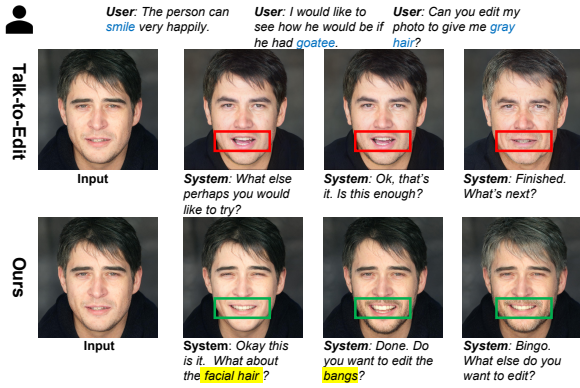 User: The person can
smile very happily.
User: I would like to
see how he would be if
he had goatee.
User: Can you edit my
photo to give me gray
hair?
Talk-to-Edit
Input
System: What else
perhaps you would
like to try?
System: Ok, that's
it. Is this enough?
System: Finished.
What's next?
Ours
Input
System: Okay this
is it. What about
the facial hair ?
System: Done. Do
you want to edit the
bangs?
System: Bingo.
What else do you
want to edit?